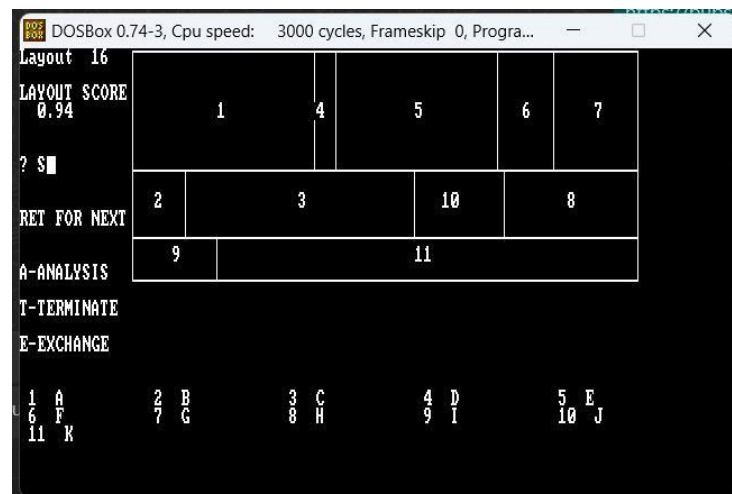 DOSBox 0.74-3, Cpu speed: 3000 cycles, Frameskip 0, Progra...
Layout 16
LAYOUT SCORE
0.94
? S
RET FOR NEXT
A-ANALYSIS
T-TERMINATE
E-EXCHANGE
1 4 5 6 7
2 3 10 8
9 11
1 A 2 B 3 C 4 D 5 E
6 F 7 G 8 H 9 I 10 J
11 K